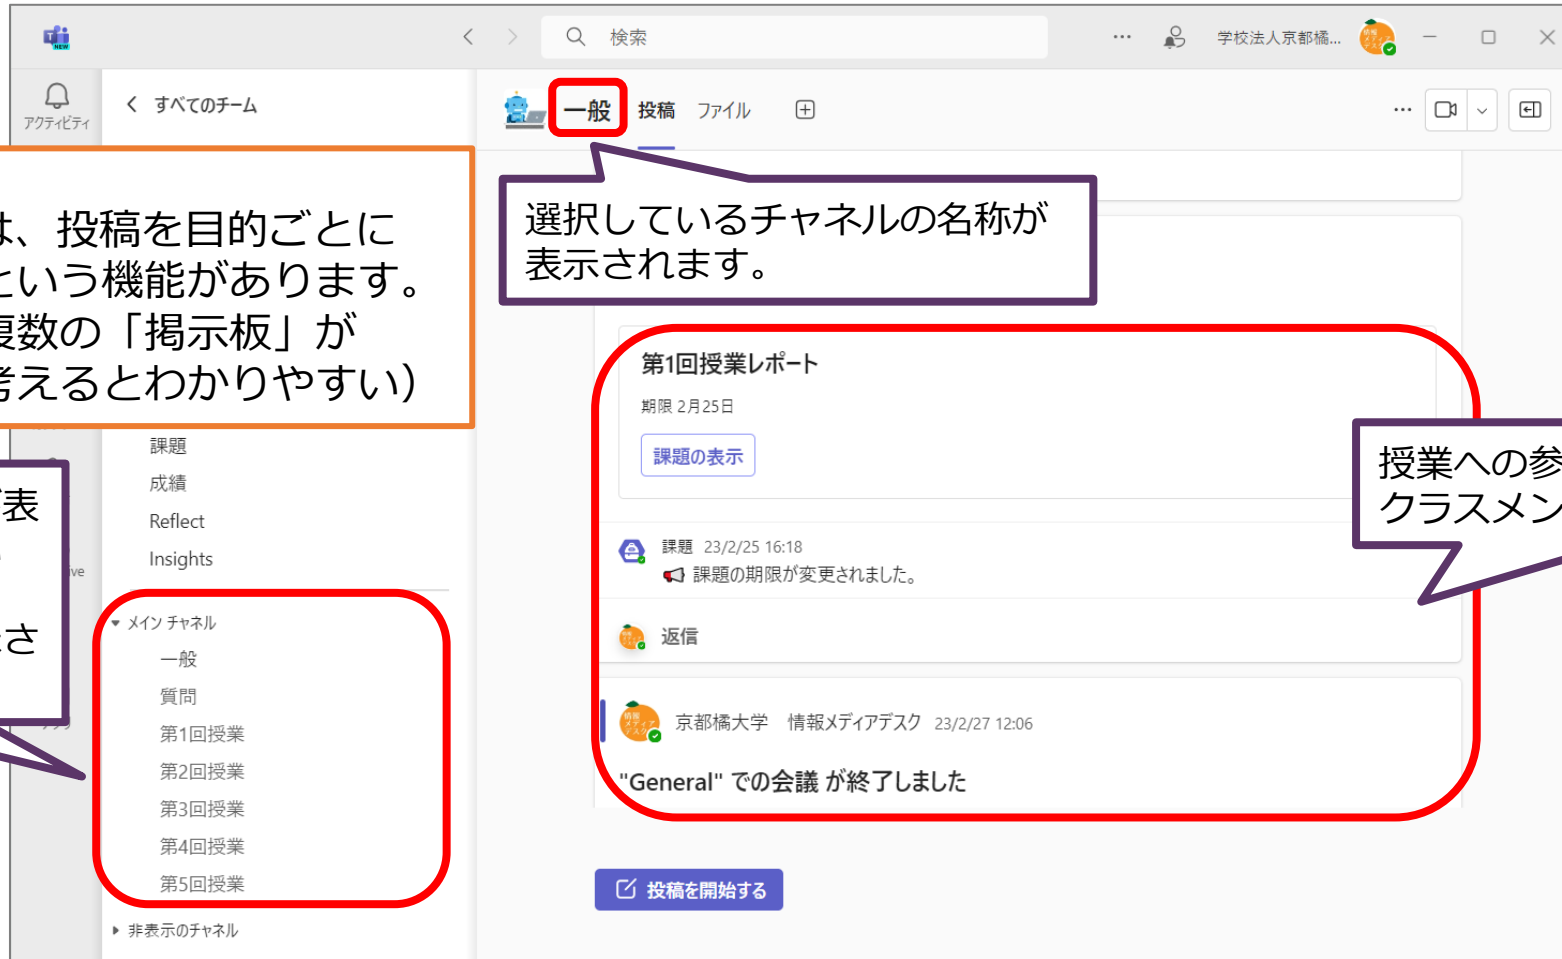 NEW
検索
学校法人京都橘...
アクティビティ
すべてのチーム
一般
投稿
ファイル
は、投稿を目的ごとに
という機能があります。
複数の「掲示板」が
考えるとわかりやすい）
選択しているチャネルの名称が
表示されます。
第1回授業レポート
期限 2月25日
課題の表示
授業への参
クラスメン
課題
成績
Reflect
Insights
表
さ
ive
課題 23/2/25 16:18
課題の期限が変更されました。
返信
メイン チャネル
一般
質問
第1回授業
第2回授業
第3回授業
第4回授業
第5回授業
非表示のチャネル
京都橘大学 情報メディアデスク 23/2/27 12:06
"General" での会議 が終了しました
投稿を開始する